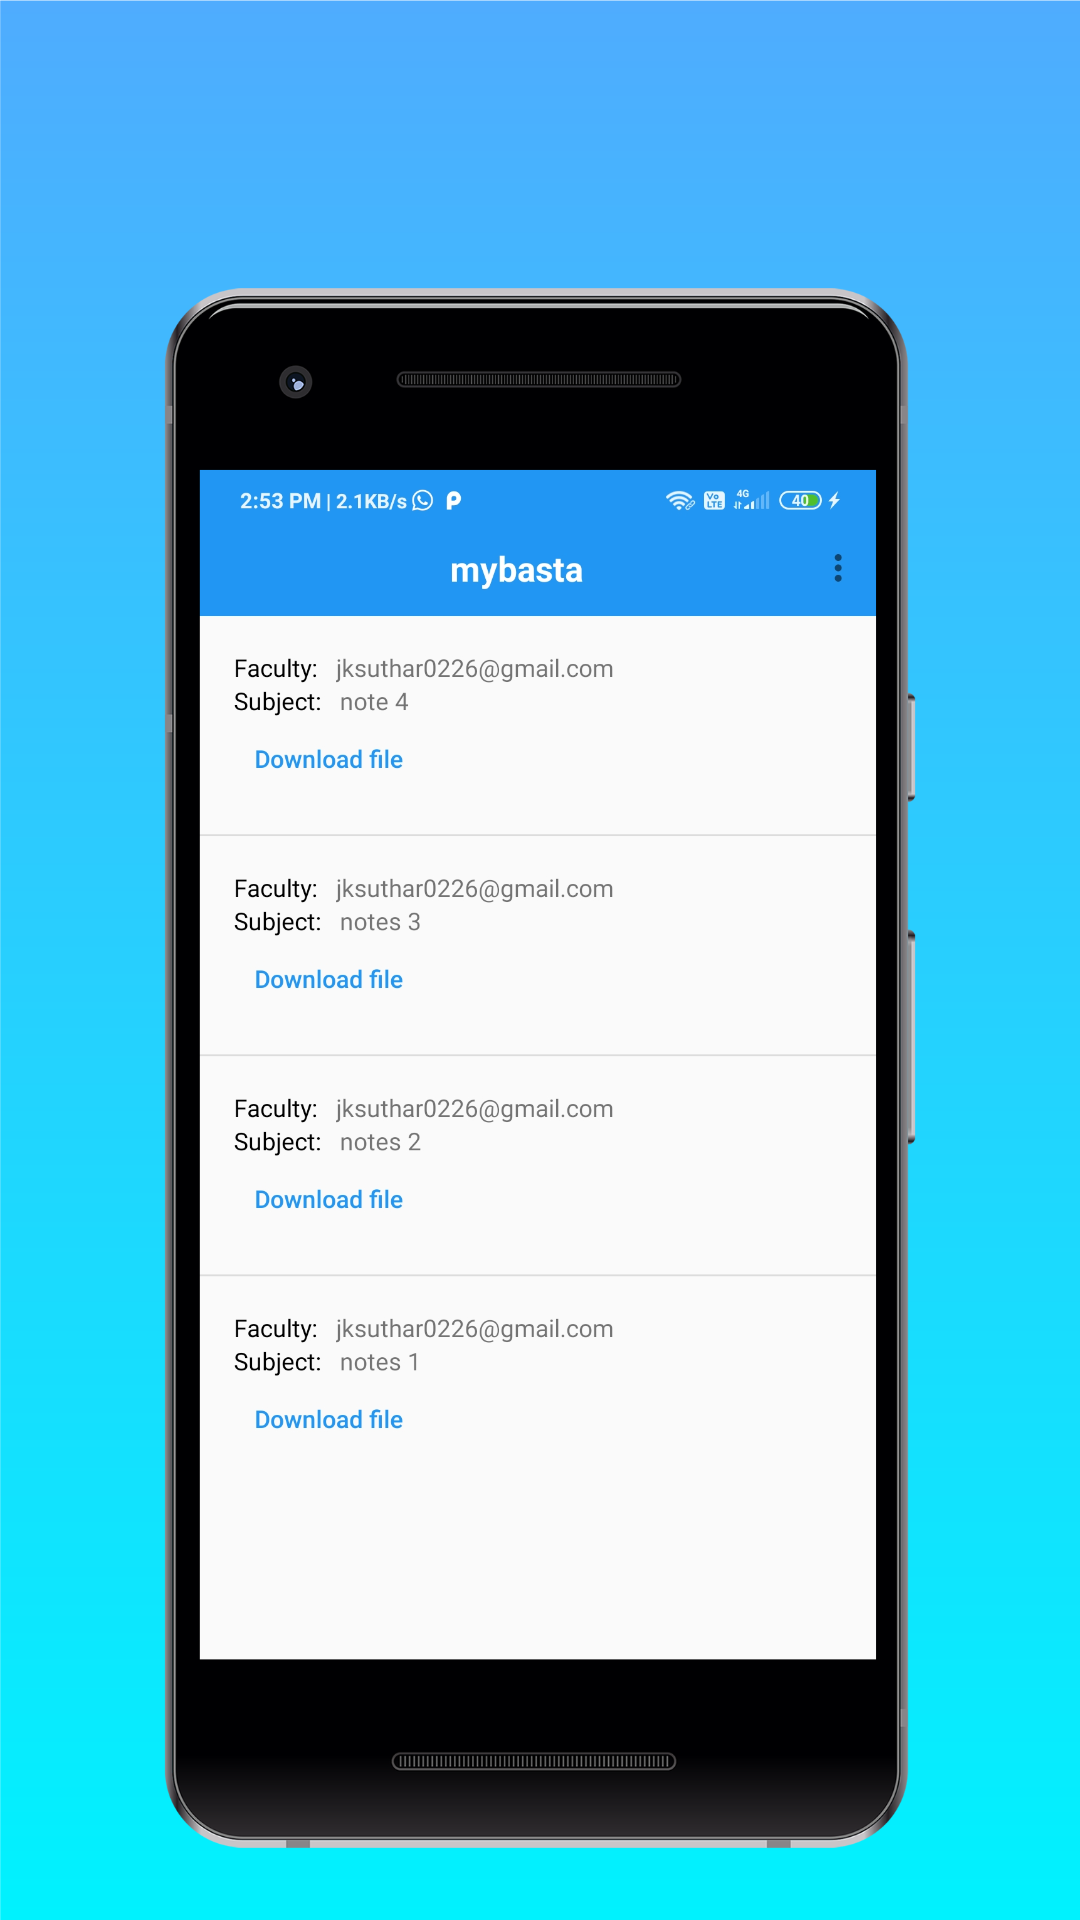 2:53 PM | 2.1KB/s 4G Vo LTE 40
mybasta
Faculty: jksuthar0226@gmail.com
Subject: note 4
Download file
Faculty: jksuthar0226@gmail.com
Subject: notes 3
Download file
Faculty: jksuthar0226@gmail.com
Subject: notes 2
Download file
Faculty: jksuthar0226@gmail.com
Subject: notes 1
Download file